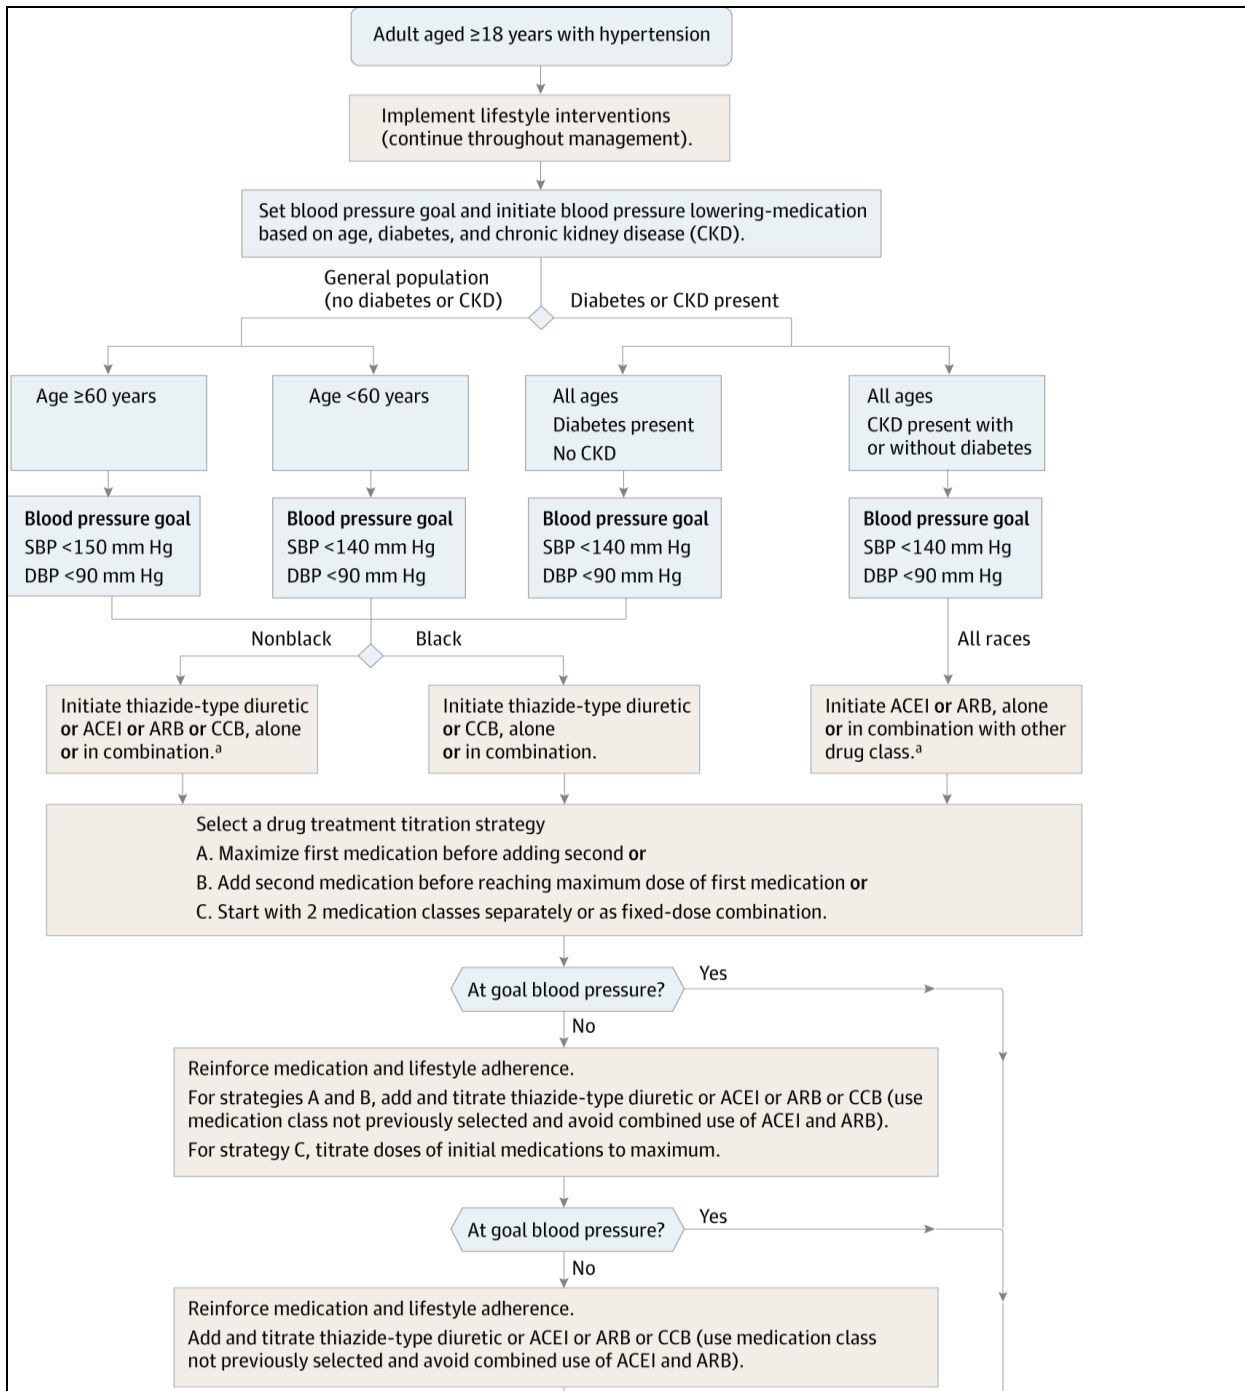 Adult aged ≥18 years with hypertension
Implement lifestyle interventions
(continue throughout management).
Set blood pressure goal and initiate blood pressure lowering-medication
based on age, diabetes, and chronic kidney disease (CKD).
General population
(no diabetes or CKD)
Diabetes or CKD present
Age ≥60 years
Age <60 years
All ages
Diabetes present
No CKD
All ages
CKD present with
or without diabetes
Blood pressure goal
SBP <150 mm Hg
DBP <90 mm Hg
Blood pressure goal
SBP <140 mm Hg
DBP <90 mm Hg
Blood pressure goal
SBP <140 mm Hg
DBP <90 mm Hg
Blood pressure goal
SBP <140 mm Hg
DBP <90 mm Hg
Nonblack
Black
All races
Initiate thiazide-type diuretic
or ACEI or ARB or CCB, alone
or in combination.ª
Initiate thiazide-type diuretic
or CCB, alone
or in combination.
Initiate ACEI or ARB, alone
or in combination with other
drug class.ª
Select a drug treatment titration strategy
A. Maximize first medication before adding second or
B. Add second medication before reaching maximum dose of first medication or
C. Start with 2 medication classes separately or as fixed-dose combination.
At goal blood pressure?
Yes
No
Reinforce medication and lifestyle adherence.
For strategies A and B, add and titrate thiazide-type diuretic or ACEI or ARB or CCB (use
medication class not previously selected and avoid combined use of ACEI and ARB).
For strategy C, titrate doses of initial medications to maximum.
At goal blood pressure?
Yes
No
Reinforce medication and lifestyle adherence.
Add and titrate thiazide-type diuretic or ACEI or ARB or CCB (use medication class
not previously selected and avoid combined use of ACEI and ARB).